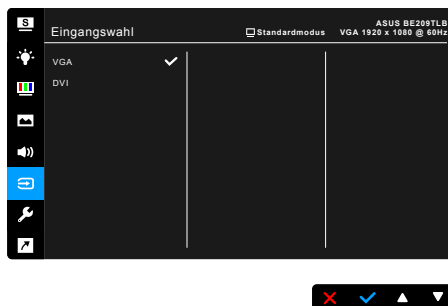 S
Eingangswahl
Standardmodus
ASUS BE209TLB
VGA 1920 x 1080 @ 60Hz
VGA
DVI